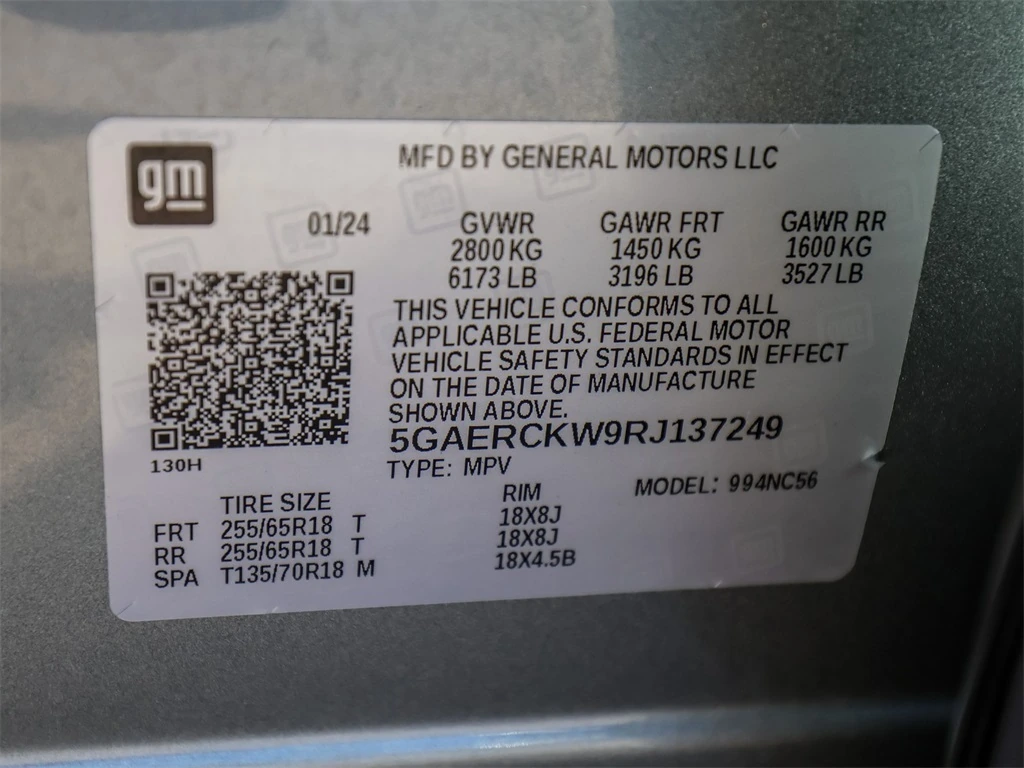 gm
MFD BY GENERAL MOTORS LLC
01/24 GVWR GAWR FRT GAWR RR
2800 KG 1450 KG 1600 KG
6173 LB 3196 LB 3527 LB
THIS VEHICLE CONFORMS TO ALL
APPLICABLE U.S. FEDERAL MOTOR
VEHICLE SAFETY STANDARDS IN EFFECT
ON THE DATE OF MANUFACTURE
SHOWN ABOVE.
5GAERCKW9RJ137249
130H
TYPE: MPV
MODEL: 994NC56
TIRE SIZE RIM
FRT 255/65R18 T 18X8J
RR 255/65R18 T 18X8J
SPA T135/70R18 M 18X4.5B